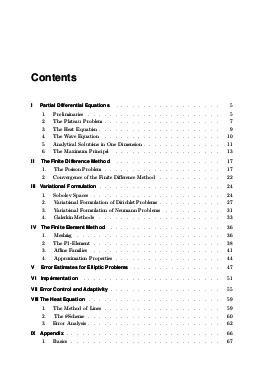 Contents
I Partial Differential Equations . . . . . . . . . . . . . . . . 5
1. Preliminaries . . . . . . . . . . . . . . . . . . . . 5
2. The Plateau Problem . . . . . . . . . . . . . . . . . 7
3. The Heat Equation . . . . . . . . . . . . . . . . . . 9
4. The Wave Equation . . . . . . . . . . . . . . . . . . 10
5. Analytical Solutions in One Dimension . . . . . . . . . . . 11
6. The Maximum Principel . . . . . . . . . . . . . . . . 13
II The Finite Difference Method . . . . . . . . . . . . . . . . 17
1. The Poisson Problem . . . . . . . . . . . . . . . . . 17
2. Convergence of the Finite Difference Method . . . . . . . . . 22
III Variational Formulation . . . . . . . . . . . . . . . . . . 24
1. Sobolev Spaces . . . . . . . . . . . . . . . . . . . 24
2. Variational Formulation of Dirichlet Problems . . . . . . . . . 27
3. Variational Formulation of Neumann Problems . . . . . . . . 31
4. Galerkin Methods . . . . . . . . . . . . . . . . . . 33
IV The Finite Element Method . . . . . . . . . . . . . . . . . 36
1. Meshing . . . . . . . . . . . . . . . . . . . . . 36
2. The P1-Element . . . . . . . . . . . . . . . . . . . 38
3. Affine Families . . . . . . . . . . . . . . . . . . . 41
4. Approximation Properties . . . . . . . . . . . . . . . 44
V Error Estimates for Elliptic Problems . . . . . . . . . . . . . 47
VI Implementation . . . . . . . . . . . . . . . . . . . . . 51
VII Error Control and Adaptivity . . . . . . . . . . . . . . . . 55
VIII The Heat Equation . . . . . . . . . . . . . . . . . . . . 59
1. The Method of Lines . . . . . . . . . . . . . . . . . 59
2. The θ-Scheme . . . . . . . . . . . . . . . . . . . 60
3. Error Analysis . . . . . . . . . . . . . . . . . . . 62
IX Appendix . . . . . . . . . . . . . . . . . . . . . . . 66
1. Basics . . . . . . . . . . . . . . . . . . . . . . 67